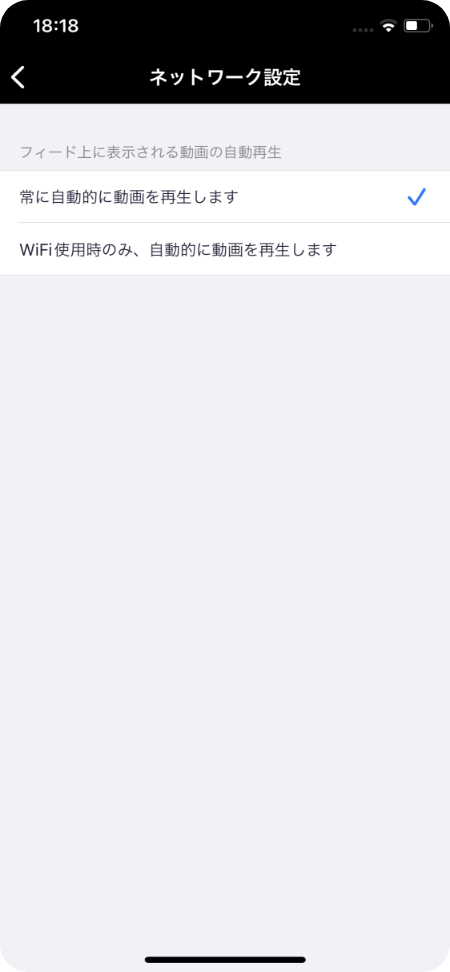 18:18
ネットワーク設定
フィード上に表示される動画の自動再生
常に自動的に動画を再生します
WiFi使用時のみ、自動的に動画を再生します